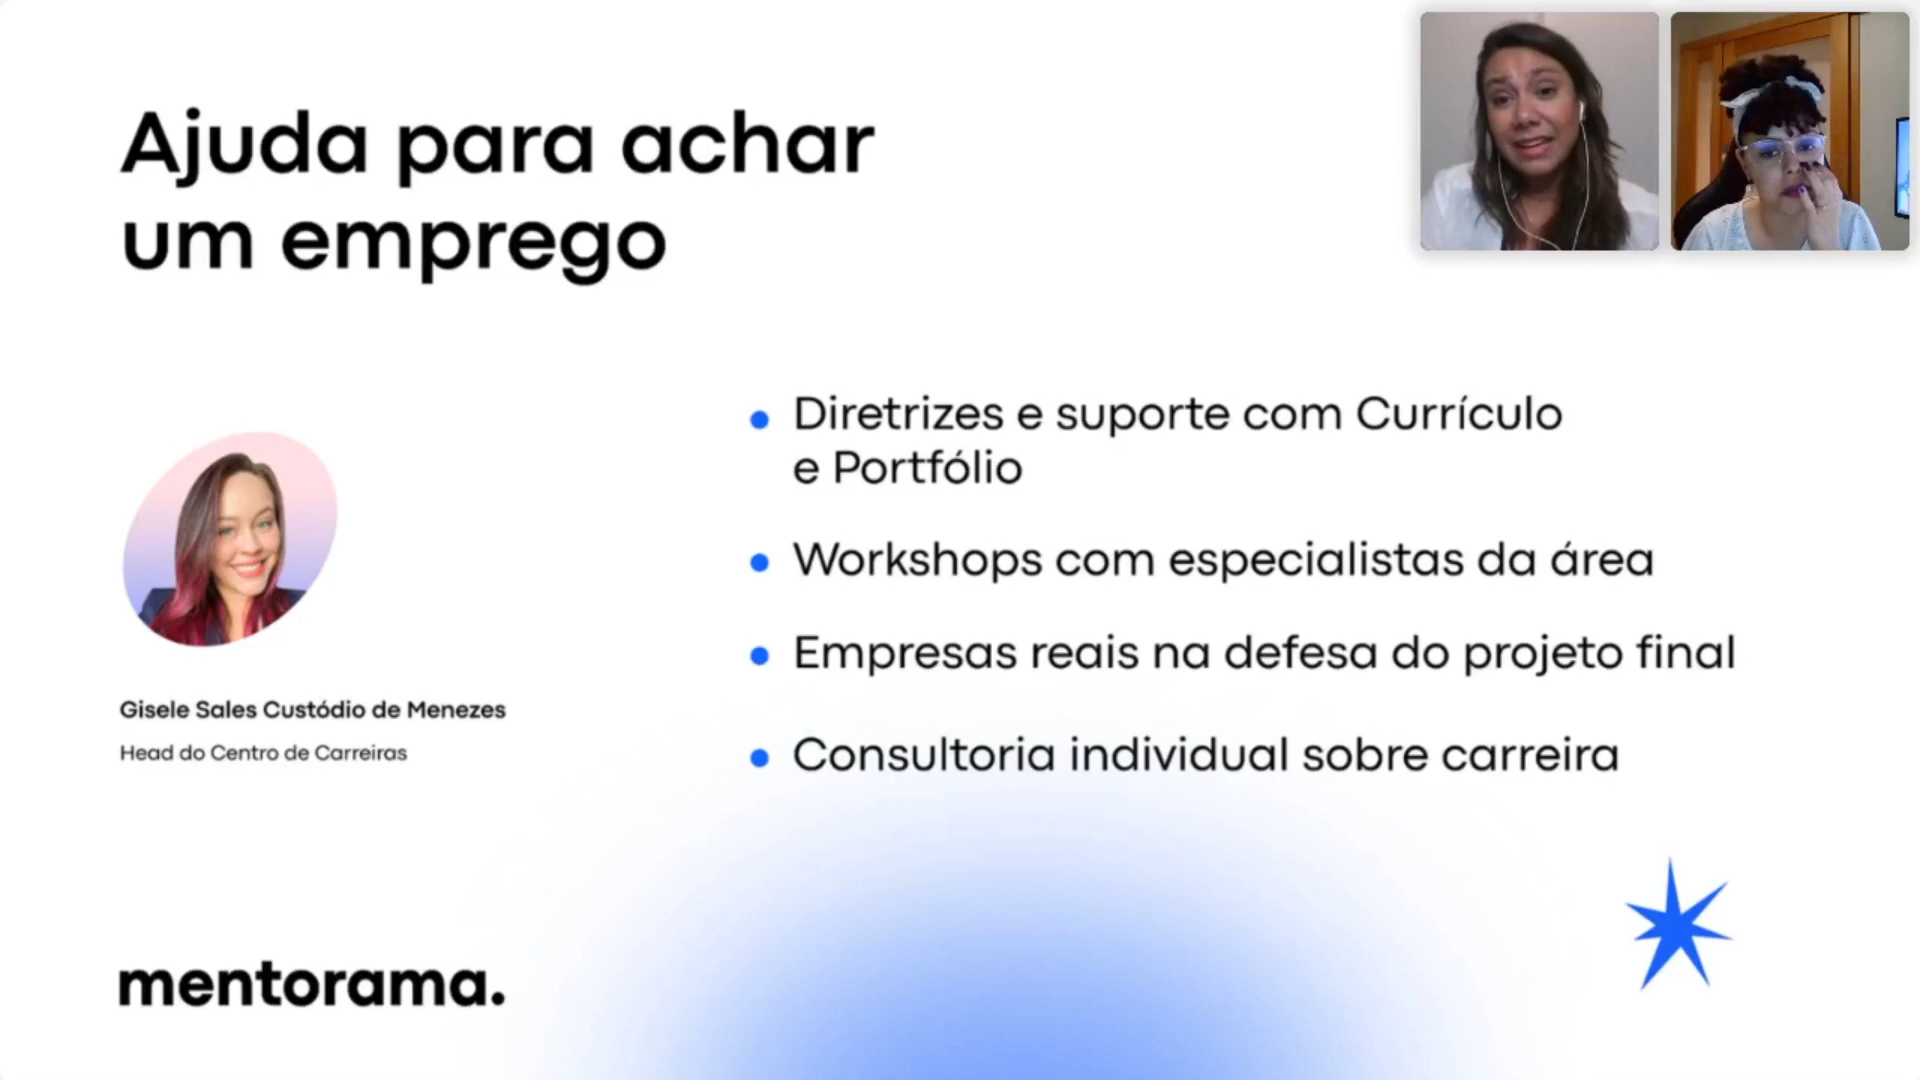 Ajuda para achar
um emprego
Diretrizes e suporte com Currículo
e Portfólio
Workshops com especialistas da área
Empresas reais na defesa do projeto final
Consultoria individual sobre carreira
Gisele Sales Custódio de Menezes
Head do Centro de Carreiras
mentorama.